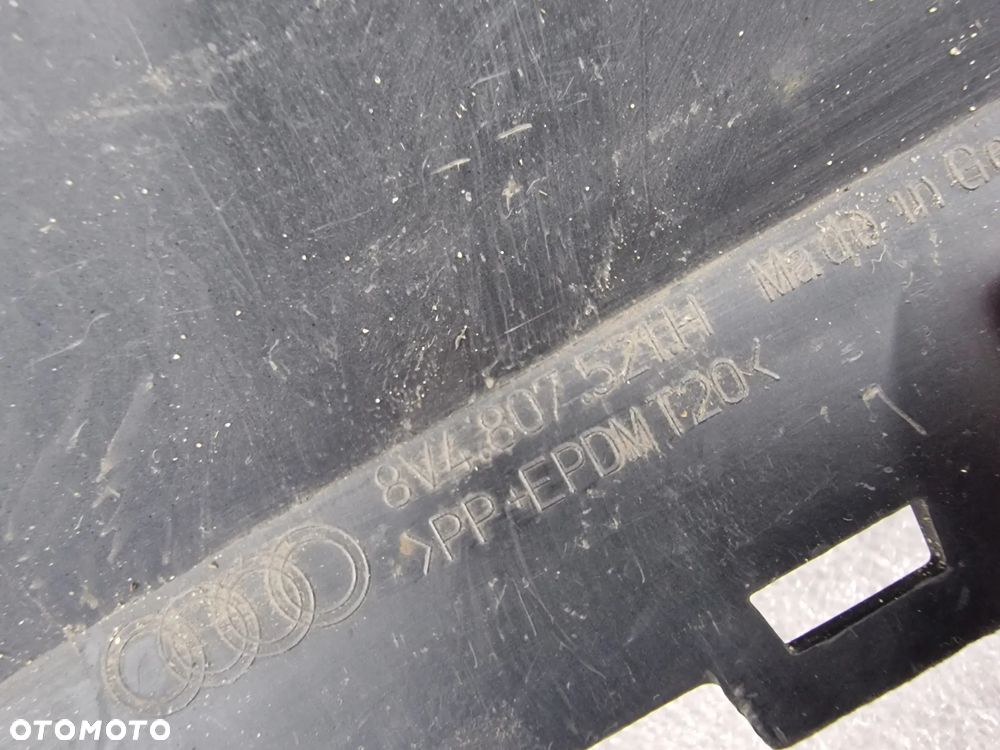 8V4.807.521.H
>PP+EPDM T20<
Made in Ge
OTOMOTO